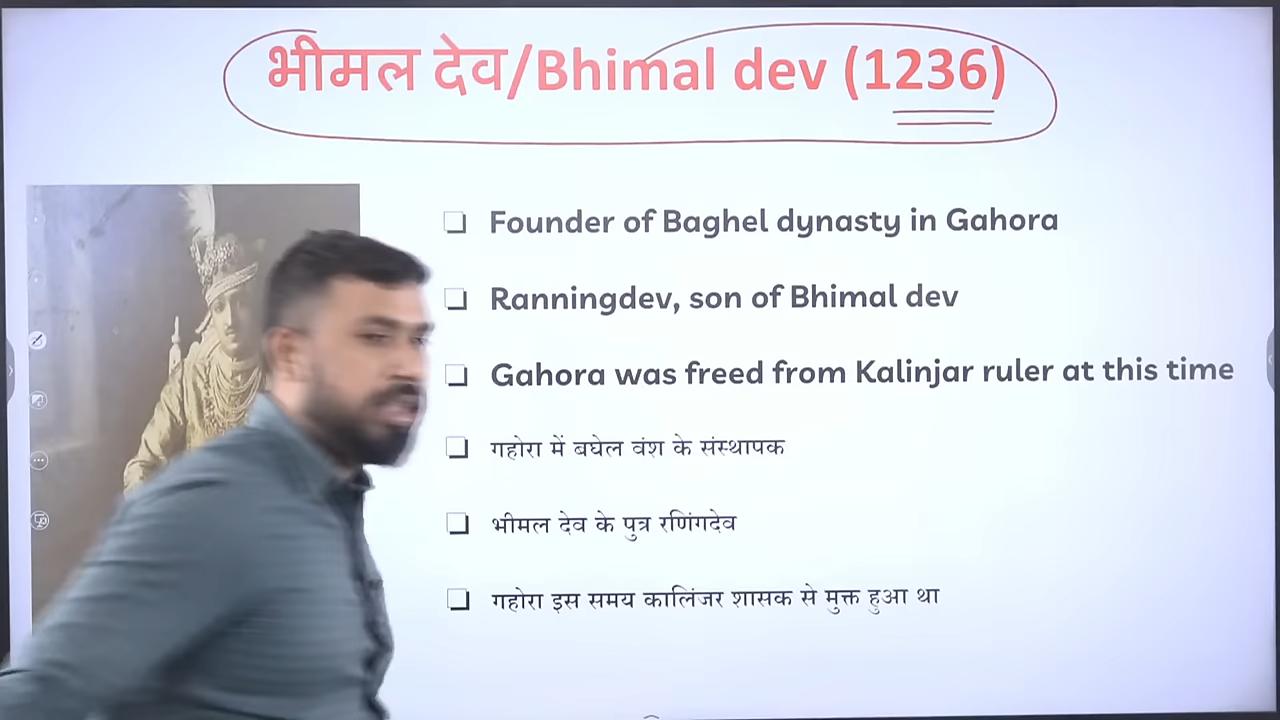 भीमल देव/Bhimal dev (1236)
Founder of Baghel dynasty in Gahora
Ranningdev, son of Bhimal dev
Gahora was freed from Kalinjar ruler at this time
गहोरा में बघेल वंश के संस्थापक
भीमल देव के पुत्र रणिंगदेव
गहोरा इस समय कालिंजर शासक से मुक्त हुआ था